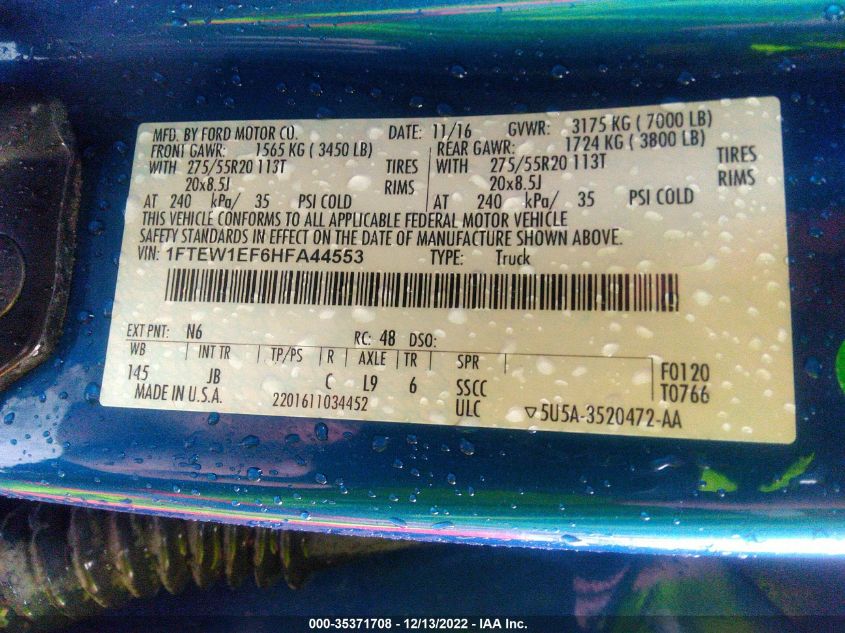 MFD. BY FORD MOTOR CO. DATE: 11/16 GVWR: 3175 KG ( 7000 LB)
FRONT GAWR: 1565 KG ( 3450 LB) REAR GAWR: 1724 KG ( 3800 LB)
WITH 275/55R20 113T TIRES WITH 275/55R20 113T TIRES
20x8.5J RIMS 20x8.5J RIMS
AT 240 kPa/ 35 PSI COLD AT 240 kPa/ 35 PSI COLD
THIS VEHICLE CONFORMS TO ALL APPLICABLE FEDERAL MOTOR VEHICLE
SAFETY STANDARDS IN EFFECT ON THE DATE OF MANUFACTURE SHOWN ABOVE.
VIN: 1FTEW1EF6HFA44553 TYPE: Truck
EXT PNT: N6 RC: 48 DSO:
WB INT TR TP/PS R AXLE TR SPR F0120
145 JB C L9 6 SSCC T0766
MADE IN U.S.A. 2201611034452 ULC ▽5U5A-3520472-AA
000-35371708 - 12/13/2022 - IAA Inc.